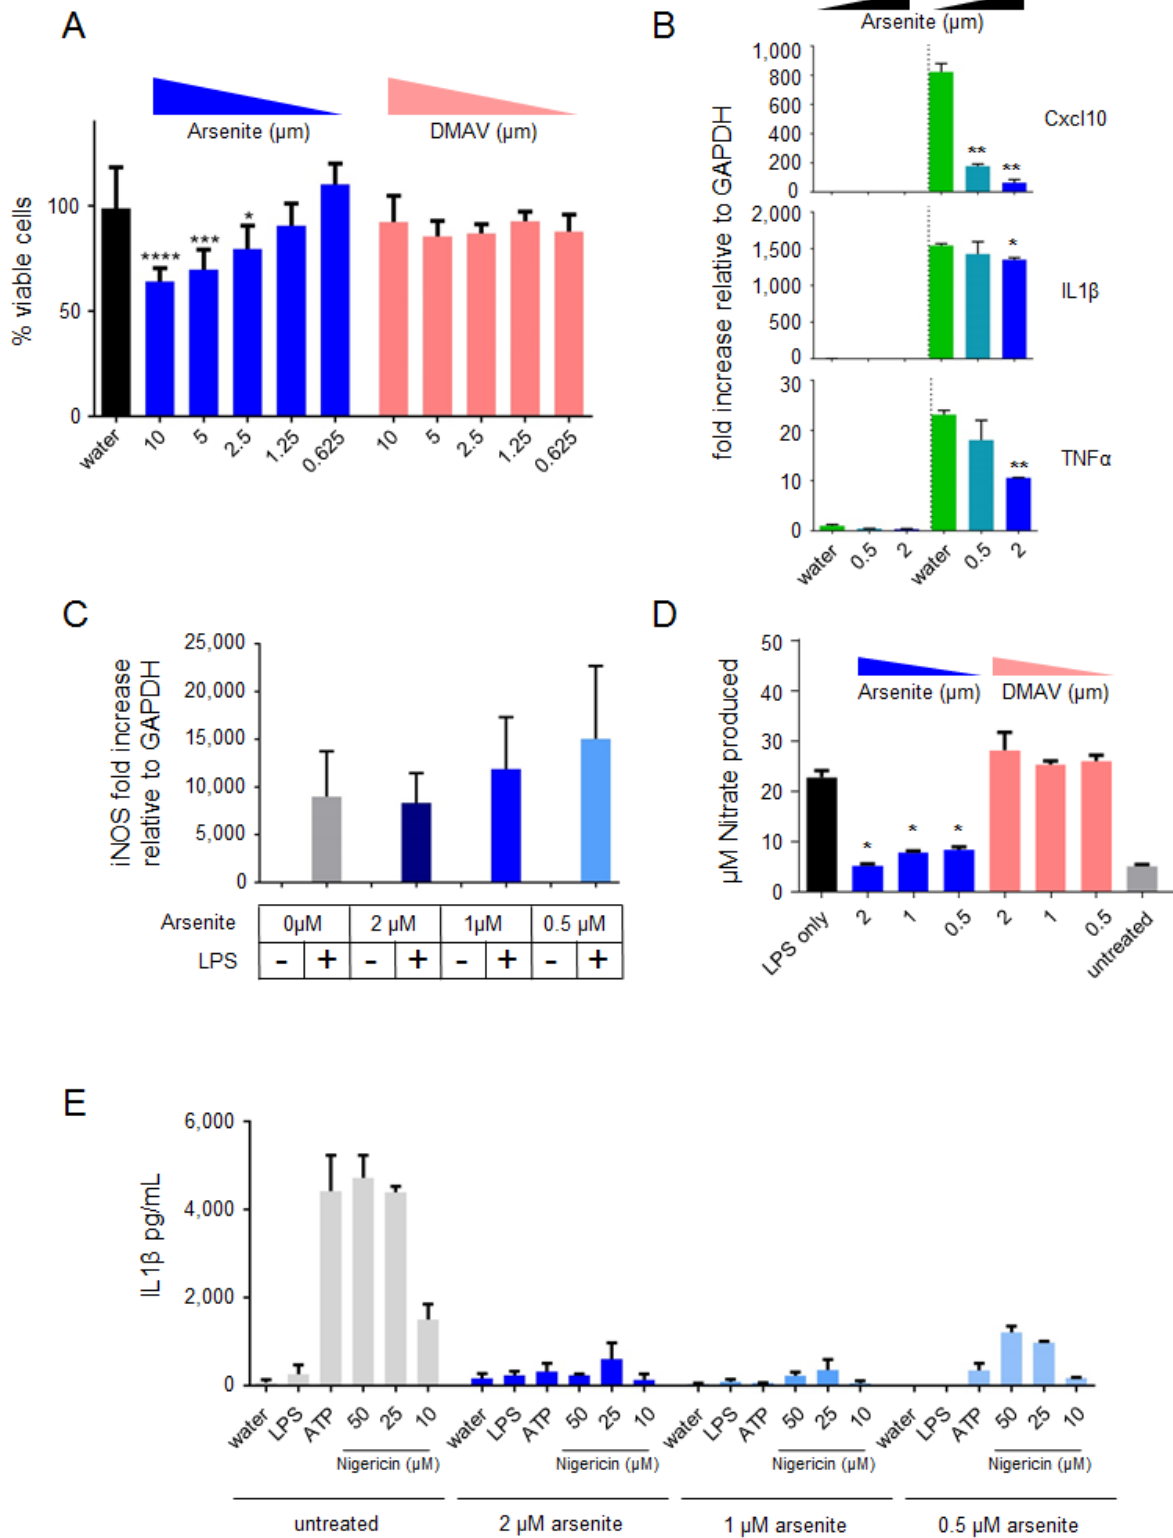 A
Arsenite (µm)
DMAV (µm)
% viable cells
100
50
0
****
***
*
water
10
5
2.5
1.25
0.625
10
5
2.5
1.25
0.625
B
Arsenite (µm)
fold increase relative to GAPDH
1,000
800
600
400
200
0
**
**
Cxcl10
2,000
1,500
1,000
500
0
*
IL1β
30
20
10
0
**
TNFα
water
0.5
2
water
0.5
2
C
iNOS fold increase
relative to GAPDH
25,000
20,000
15,000
10,000
5,000
0
Arsenite 0µM 2 µM 1µM 0.5 µM
LPS - + - + - + - +
D
µM Nitrate produced
50
40
30
20
10
0
Arsenite (µm)
DMAV (µm)
*
*
*
LPS only
2
1
0.5
2
1
0.5
untreated
E
IL1β pg/mL
6,000
4,000
2,000
0
water
LPS
ATP
50
25
10
Nigericin (µM)
untreated
water
LPS
ATP
50
25
10
Nigericin (µM)
2 µM arsenite
water
LPS
ATP
50
25
10
Nigericin (µM)
1 µM arsenite
water
LPS
ATP
50
25
10
Nigericin (µM)
0.5 µM arsenite